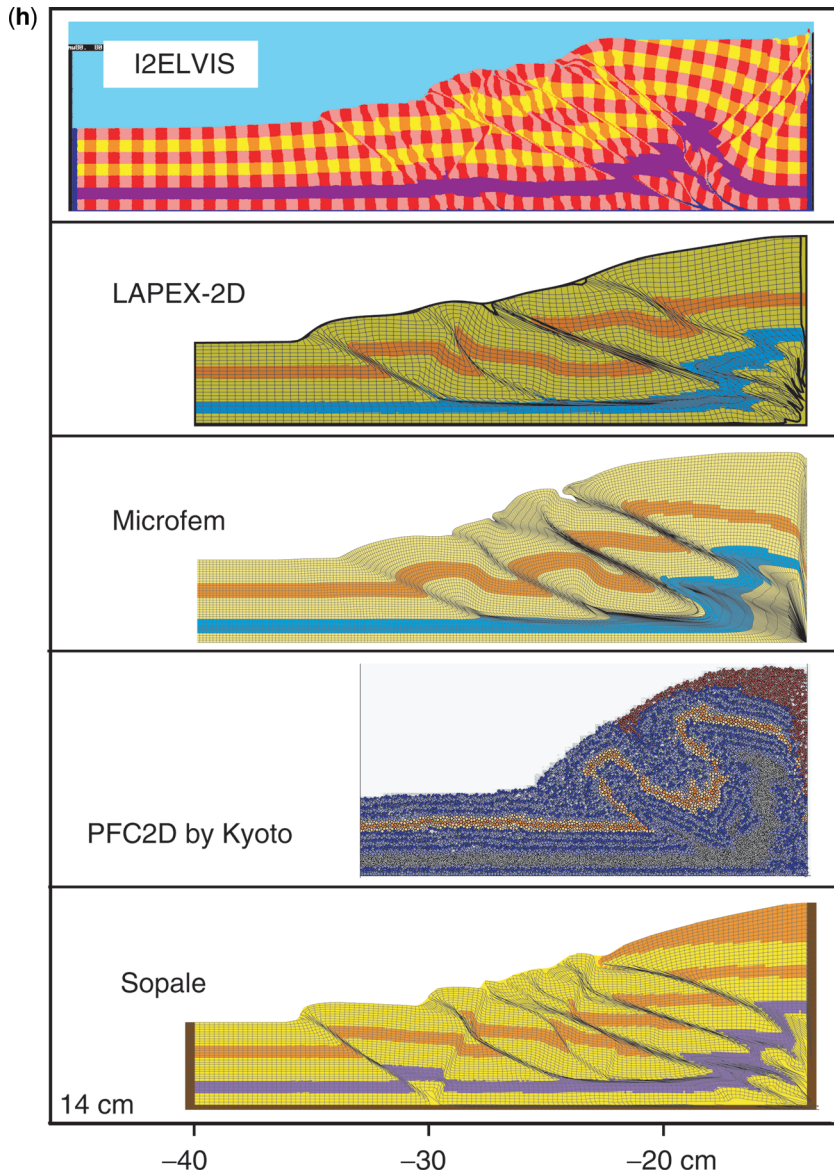 (h)
I2ELVIS
LAPEX-2D
Microfem
PFC2D by Kyoto
Sopale
14 cm
−40 −30 −20 cm